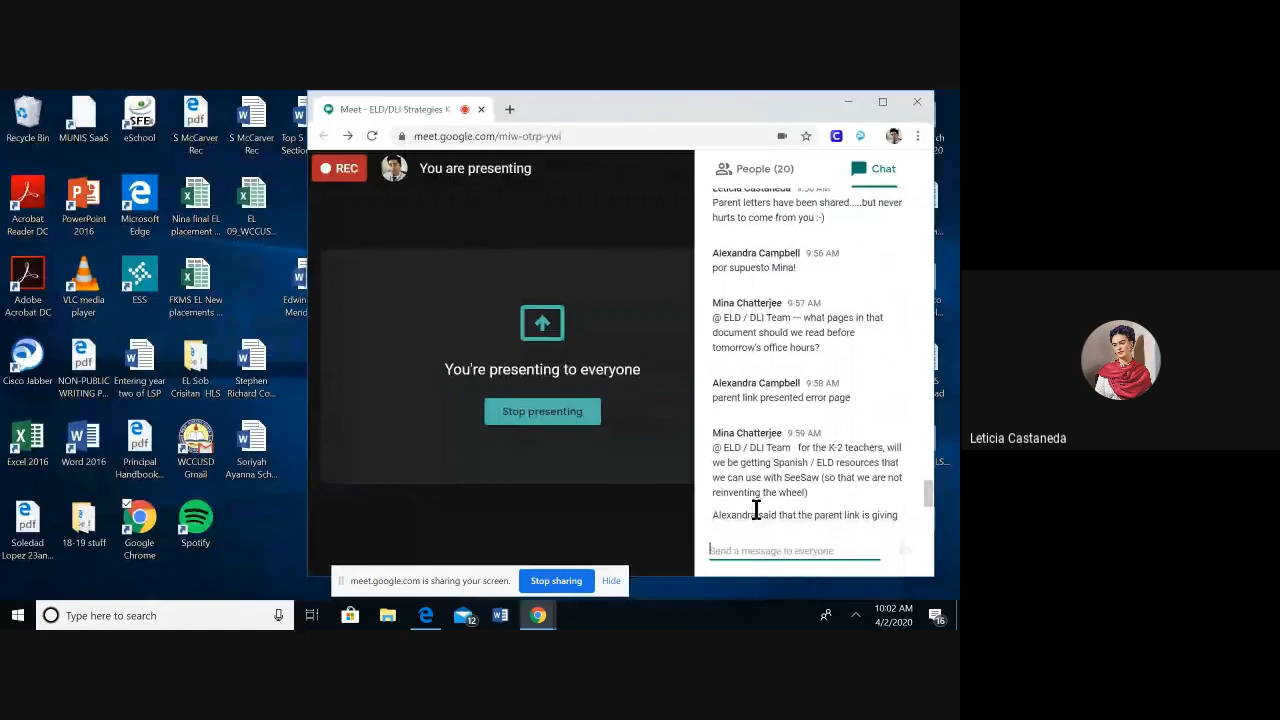 Recycle Bin
MUNIS SaaS
eSchool
S McCarver
Rec
S McCarver
Rec
Top 5
Section
Acrobat
Reader DC
PowerPoint
2016
Microsoft
Edge
Nina final EL
placement ...
EL
09_WCCUS...
Adobe
Acrobat DC
VLC media
player
ESS
FKMS EL New
placements ...
Edwin
Mend
Cisco Jabber
NON-PUBLIC
WRITING P...
Entering year
two of LSP
EL Sob
Crisitan HLS
Stephen
Richard Co...
Excel 2016
Word 2016
Principal
Handbook...
WCCUSD
Gmail
Soriyah
Ayanna Sch...
Soledad
Lopez 23a...
18-19 stuff
Google
Chrome
Spotify
Meet - ELD/DLI Strategies K
meet.google.com/miw-otrp-ywi
REC
You are presenting
People (20)
Chat
Leticia Castaneda
Parent letters have been shared.....but never
hurts to come from you :-)
Alexandra Campbell 9:56 AM
por supuesto Mina!
Mina Chatterjee 9:57 AM
@ ELD / DLI Team --- what pages in that
document should we read before
tomorrow's office hours?
Alexandra Campbell 9:58 AM
parent link presented error page
Mina Chatterjee 9:59 AM
@ ELD / DLI Team for the K-2 teachers, will
we be getting Spanish / ELD resources that
we can use with SeeSaw (so that we are not
reinventing the wheel)
Alexandra said that the parent link is giving
Send a message to everyone
You're presenting to everyone
Stop presenting
meet.google.com is sharing your screen.
Stop sharing
Hide
Type here to search
12
10:02 AM
4/2/2020
16
Leticia Castaneda